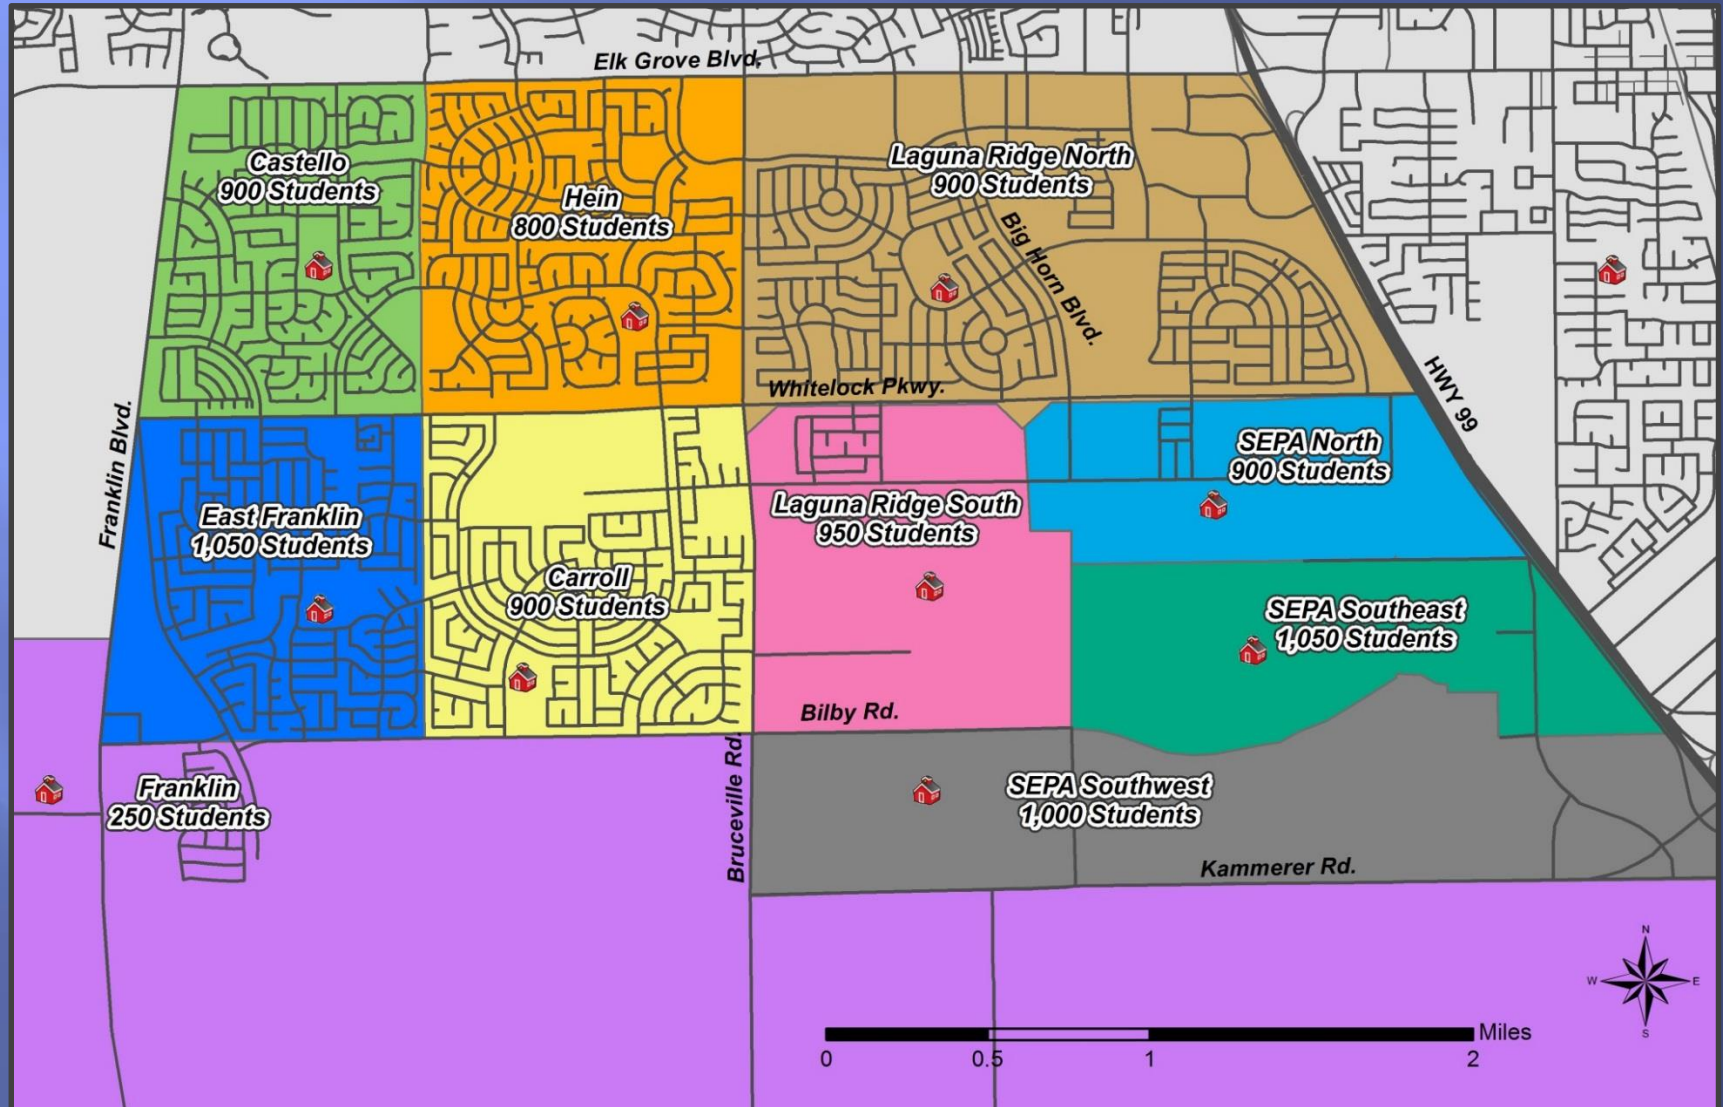 Elk Grove Blvd.
Castello
900 Students
Hein
800 Students
Laguna Ridge North
900 Students
Big Horn Blvd.
Whitelock Pkwy.
HWY 99
Franklin Blvd.
East Franklin
1,050 Students
Carroll
900 Students
Laguna Ridge South
950 Students
SEPA North
900 Students
SEPA Southeast
1,050 Students
Bilby Rd.
Bruceville Rd.
Franklin
250 Students
SEPA Southwest
1,000 Students
Kammerer Rd.
N
W
E
S
Miles
0
0.5
1
2